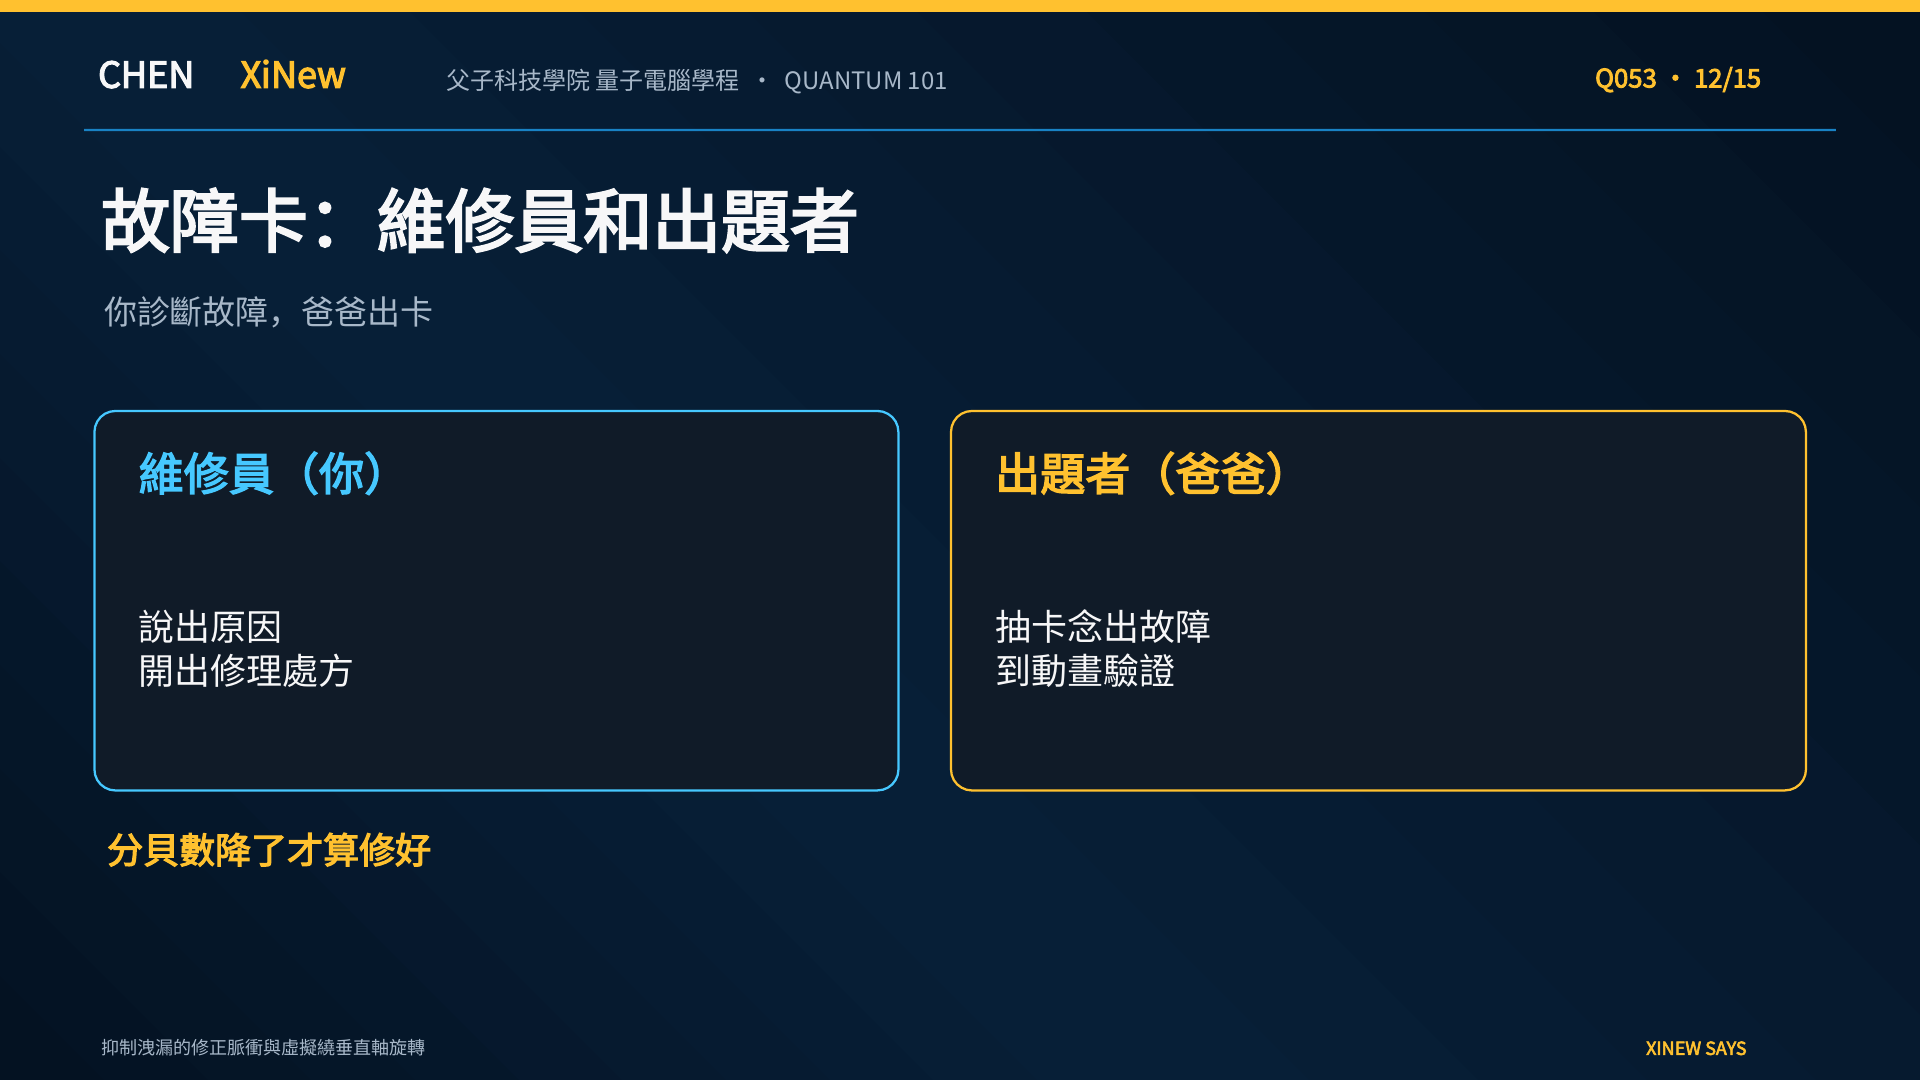 CHEN XiNew 父子科技學院 量子電腦學程 • QUANTUM 101 Q053 • 12/15
故障卡：維修員和出題者
你診斷故障，爸爸出卡
維修員（你）
說出原因
開出修理處方
出題者（爸爸）
抽卡念出故障
到動畫驗證
分貝數降了才算修好
抑制洩漏的修正脈衝與虛擬繞垂直軸旋轉
XINEW SAYS